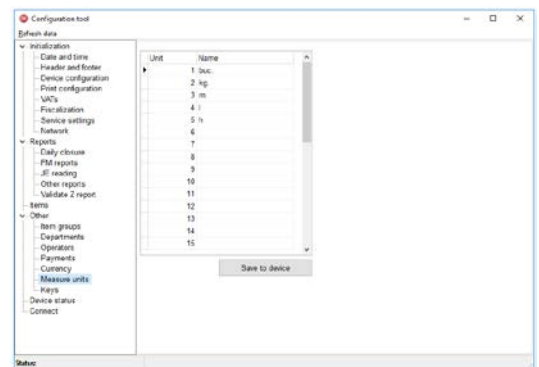 Configuration tool
Refresh data
Initialization
Date and time
Header and footer
Device configuration
Print configuration
VATs
Fiscalization
Service settings
Network
Reports
Daily closure
FM reports
JE reading
Other reports
Validate Z report
Items
Other
Item groups
Departments
Operators
Payments
Currency
Measure units
Keys
Device status
Connect
Unit Name
1 buc.
2 kg.
3 m
4 l
5 h
6
7
8
9
10
11
12
13
14
15
Save to device
Status: